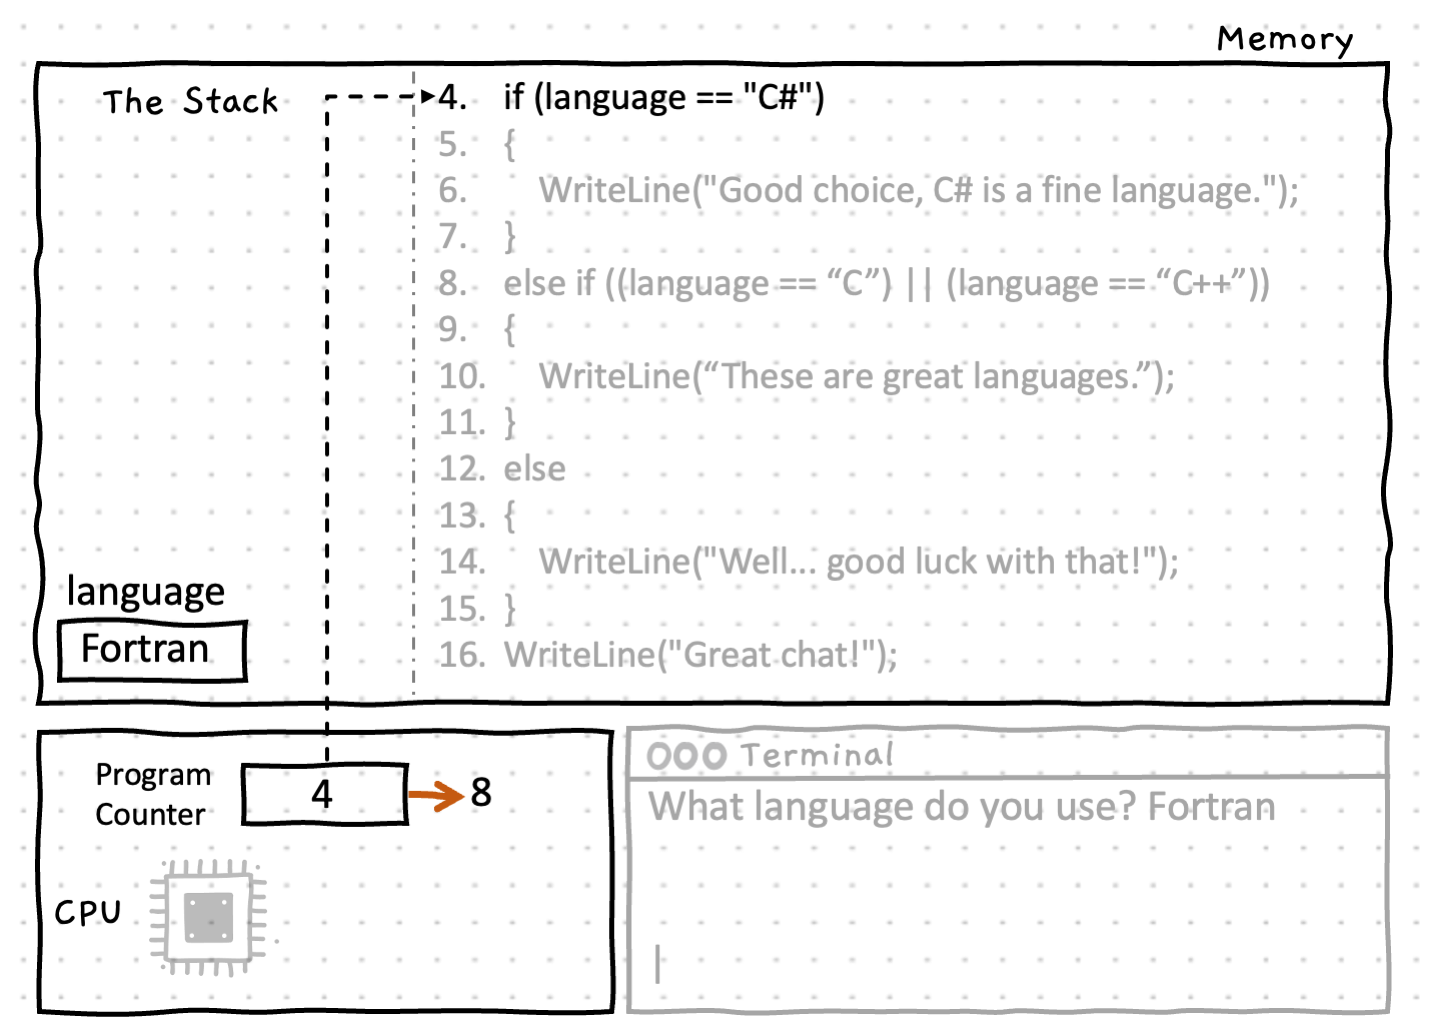 Memory
The Stack
4. if (language == "C#")
5. {
6. WriteLine("Good choice, C# is a fine language.");
7. }
8. else if ((language == “C”) || (language == “C++”))
9. {
10. WriteLine(“These are great languages.”);
11. }
12. else
13. {
14. WriteLine("Well... good luck with that!");
15. }
16. WriteLine("Great chat!");
language
Fortran
Program
Counter
4
8
CPU
Terminal
What language do you use? Fortran